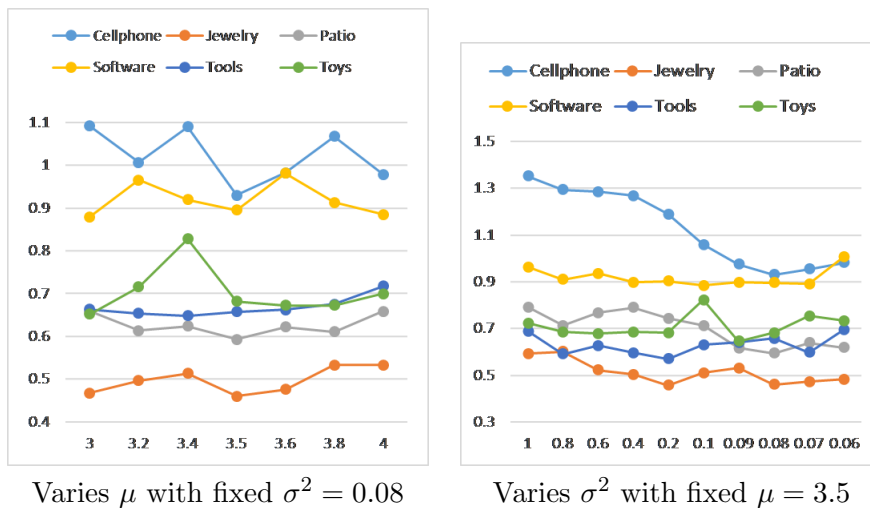 Cellphone Jewelry Patio
Software Tools Toys
1.1
1
0.9
0.8
0.7
0.6
0.5
0.4
3 3.2 3.4 3.5 3.6 3.8 4
Varies μ with fixed σ² = 0.08
Cellphone Jewelry Patio
Software Tools Toys
1.5
1.3
1.1
0.9
0.7
0.5
0.3
1 0.8 0.6 0.4 0.2 0.1 0.09 0.08 0.07 0.06
Varies σ² with fixed μ = 3.5